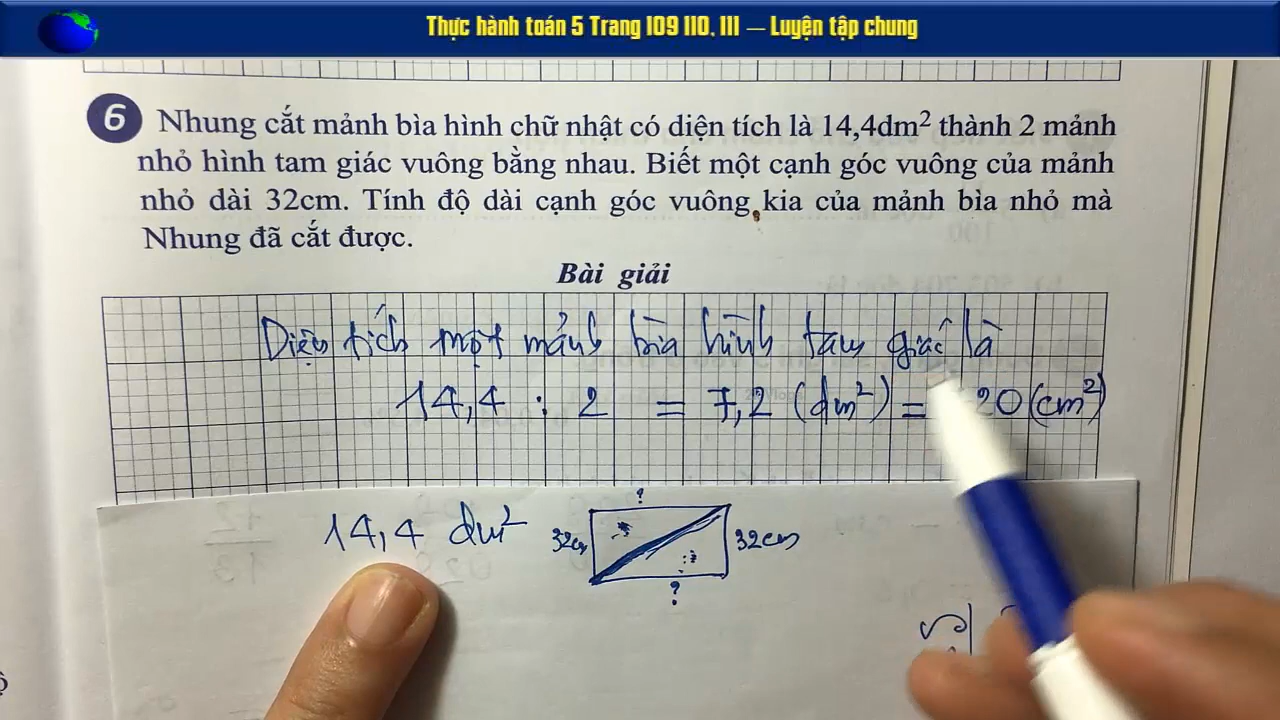 Thực hành toán 5 Trang 109 110. 111 – Luyện tập chung
6 Nhung cắt mảnh bìa hình chữ nhật có diện tích là 14,4dm² thành 2 mảnh
nhỏ hình tam giác vuông bằng nhau. Biết một cạnh góc vuông của mảnh
nhỏ dài 32cm. Tính độ dài cạnh góc vuông kia của mảnh bìa nhỏ mà
Nhung đã cắt được.
Bài giải
Diện tích một mảnh bìa hình tam giác là
14,4 : 2 = 7,2 (dm²) = 20 (cm²)
?
14,4 dm² 32cm 32cm
?